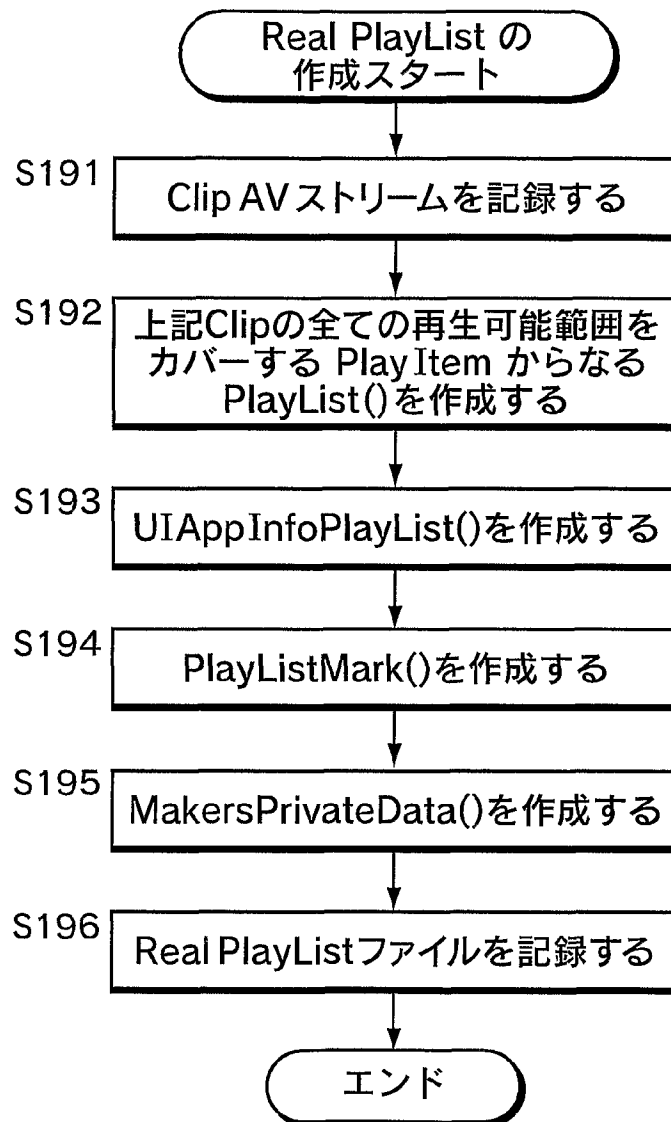 Real PlayList の
作成スタート
S191
Clip AVストリームを記録する
S192
上記Clipの全ての再生可能範囲を
カバーする PlayItem からなる
PlayList()を作成する
S193
UIAppInfoPlayList()を作成する
S194
PlayListMark()を作成する
S195
MakersPrivateData()を作成する
S196
Real PlayListファイルを記録する
エンド